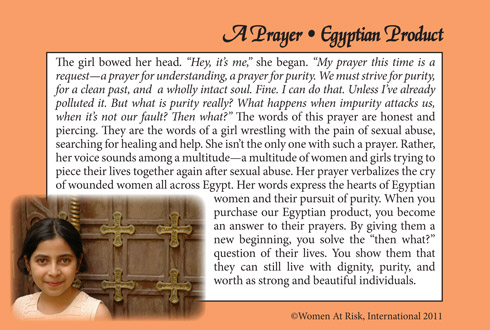 A Prayer • Egyptian Product
The girl bowed her head. "Hey, it's me," she began. "My prayer this time is a
request—a prayer for understanding, a prayer for purity. We must strive for purity,
for a clean past, and a wholly intact soul. Fine. I can do that. Unless I've already
polluted it. But what is purity really? What happens when impurity attacks us,
when it's not our fault? Then what?" The words of this prayer are honest and
piercing. They are the words of a girl wrestling with the pain of sexual abuse,
searching for healing and help. She isn't the only one with such a prayer. Rather,
her voice sounds among a multitude—a multitude of women and girls trying to
piece their lives together again after sexual abuse. Her prayer verbalizes the cry
of wounded women all across Egypt. Her words express the hearts of Egyptian
women and their pursuit of purity. When you
purchase our Egyptian product, you become
an answer to their prayers. By giving them a
new beginning, you solve the "then what?"
question of their lives. You show them that
they can still live with dignity, purity, and
worth as strong and beautiful individuals.
©Women At Risk, International 2011